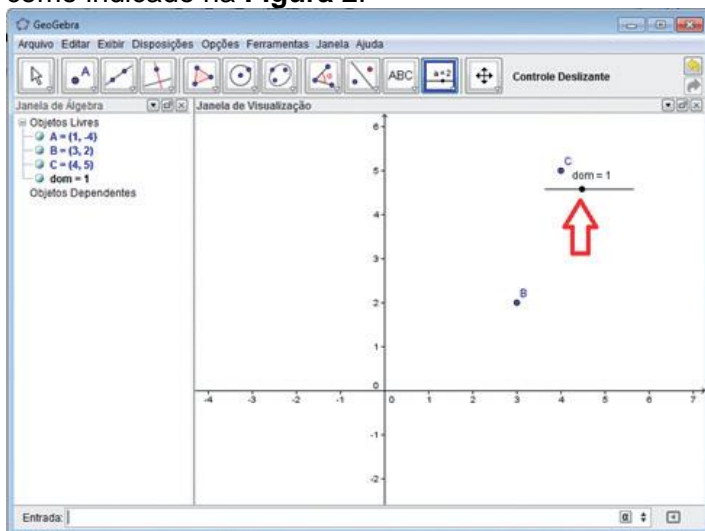 como indicado na Figura 2.
GeoGebra
Arquivo Editar Exibir Disposições Opções Ferramentas Janela Ajuda
A ABC a=2 Controle Deslizante
Janela de Álgebra
Objetos Livres
A = (1, -4)
B = (3, 2)
C = (4, 5)
dom = 1
Objetos Dependentes
Janela de Visualização
6
5
4
3
2
1
0
-1
-2
-4 -3 -2 -1 0 1 2 3 4 5 6 7
C
dom = 1
B
Entrada:
α